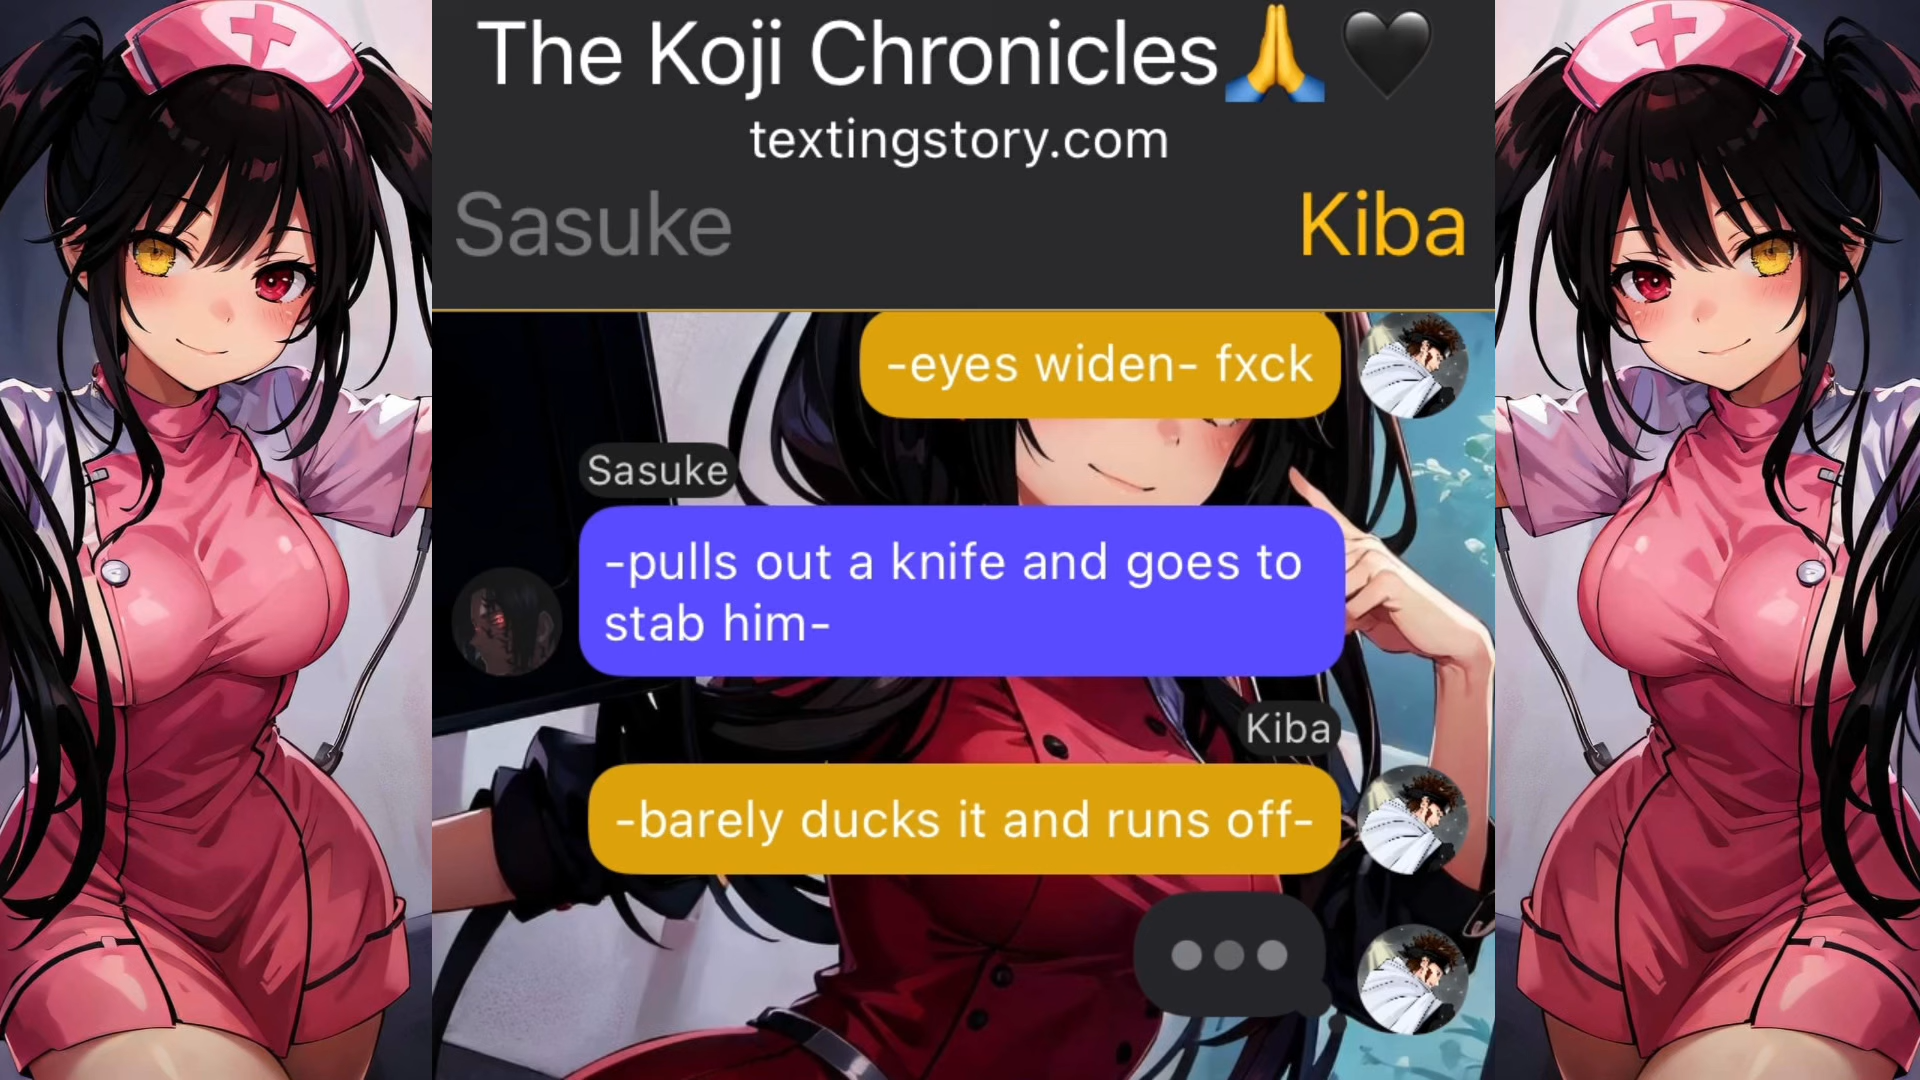 The Koji Chronicles🙏🖤
textingstory.com
Sasuke
Kiba
-eyes widen- fxck
Sasuke
-pulls out a knife and goes to
stab him-
Kiba
-barely ducks it and runs off-